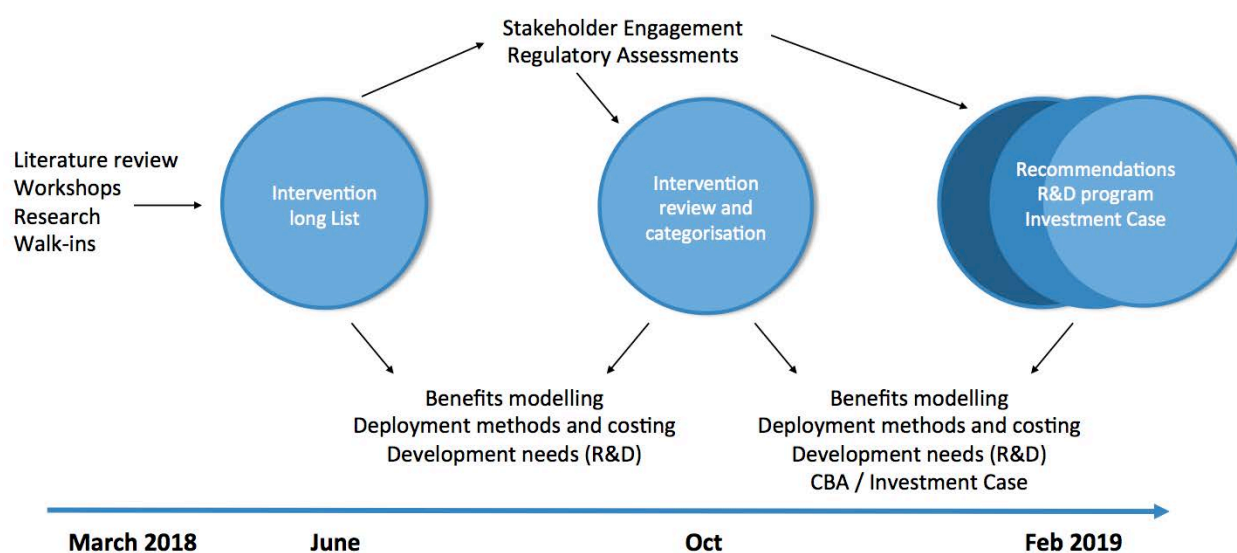 Stakeholder Engagement
Regulatory Assessments
Literature review
Workshops
Research
Walk-ins
Intervention
long List
Intervention
review and
categorisation
Recommendations
R&D program
Investment Case
Benefits modelling
Deployment methods and costing
Development needs (R&D)
Benefits modelling
Deployment methods and costing
Development needs (R&D)
CBA / Investment Case
March 2018
June
Oct
Feb 2019